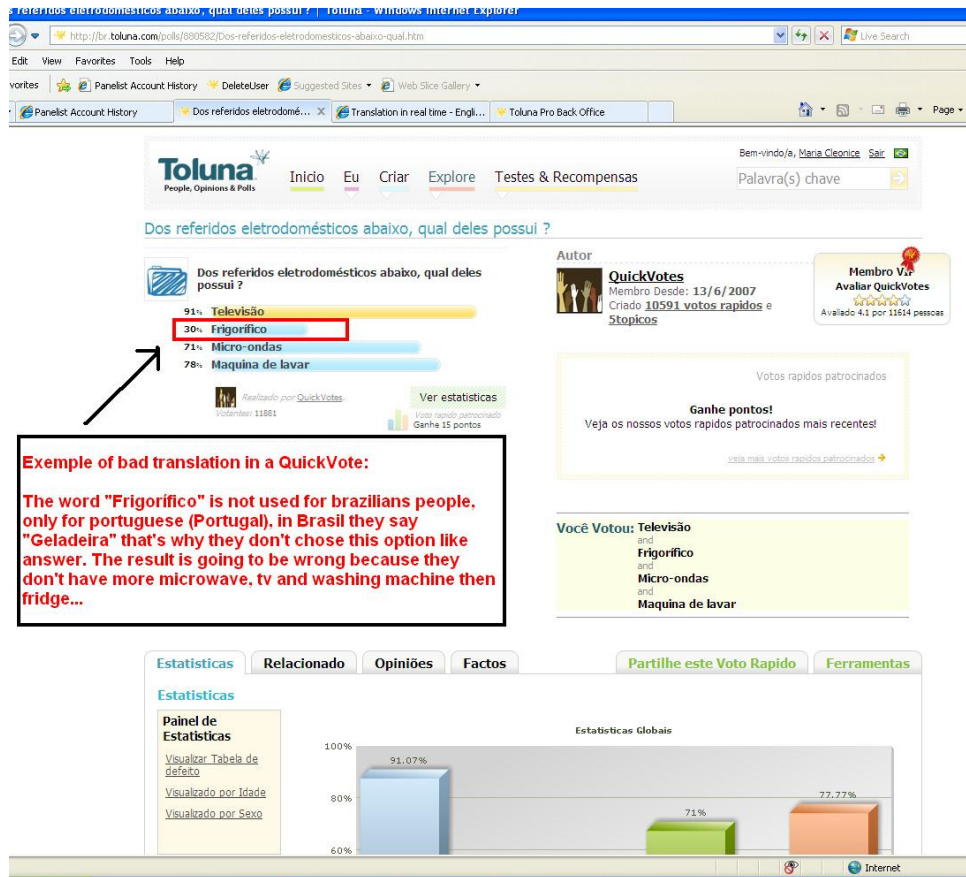 s referidos eletrodomésticos abaixo, qual deles possui ? | Toluna - Windows Internet Explorer
http://br.toluna.com/polls/880582/Dos-referidos-eletrodomesticos-abaixo-qual.htm
Live Search
Edit View Favorites Tools Help
vorites Panelist Account History DeleteUser Suggested Sites Web Slice Gallery
Panelist Account History Dos referidos eletrodomé... X Translation in real time - Engli... Toluna Pro Back Office Page
Bem-vindo/a, Maria Cleonice Sair
Toluna
People, Opinions & Polls
Inicio Eu Criar Explore Testes & Recompensas
Palavra(s) chave
Dos referidos eletrodomésticos abaixo, qual deles possui ?
Dos referidos eletrodomésticos abaixo, qual deles
possui ?
91% Televisão
30% Frigorífico
71% Micro-ondas
78% Maquina de lavar
Realizado por QuickVotes.
Votantes: 11881
Ver estatisticas
Voto rapido patrocinado
Ganhe 15 pontos
Autor
QuickVotes
Membro Desde: 13/6/2007
Criado 10591 votos rapidos e
5topicos
Membro VIP
Avaliar QuickVotes
Avaliado 4.1 por 11614 pessoas
Votos rapidos patrocinados
Ganhe pontos!
Veja os nossos votos rapidos patrocinados mais recentes!
veja mais votos rapidos patrocinados
Exemple of bad translation in a QuickVote:
The word "Frigorífico" is not used for brazilians people,
only for portuguese (Portugal), in Brasil they say
"Geladeira" that's why they don't chose this option like
answer. The result is going to be wrong because they
don't have more microwave, tv and washing machine then
fridge...
Você Votou: Televisão
and
Frigorífico
and
Micro-ondas
and
Maquina de lavar
Estatisticas Relacionado Opiniões Factos Partilhe este Voto Rapido Ferramentas
Estatisticas
Painel de
Estatisticas
Visualizar Tabela de
defeito
Visualizado por Idade
Visualizado por Sexo
Estatísticas Globais
100%
80%
60%
91.07%
71%
77.77%
Internet